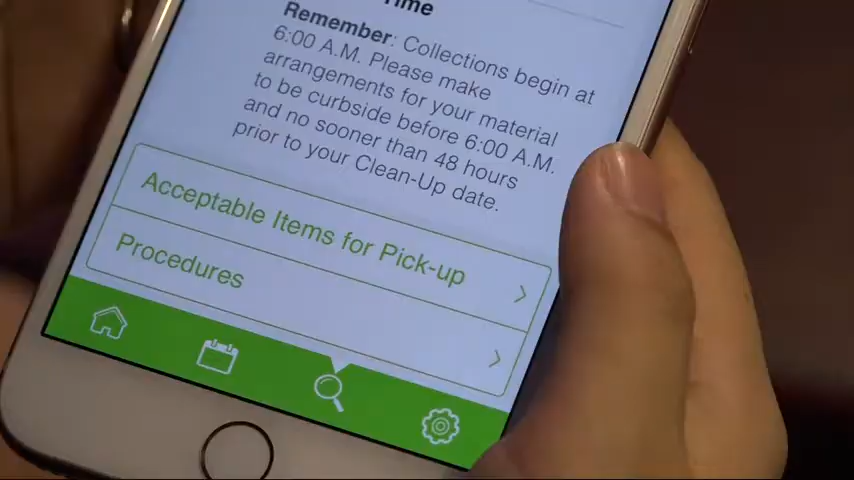 Time
Remember: Collections begin at
6:00 A.M. Please make
arrangements for your material
to be curbside before 6:00 A.M.
and no sooner than 48 hours
prior to your Clean-Up date.
Acceptable Items for Pick-up
Procedures